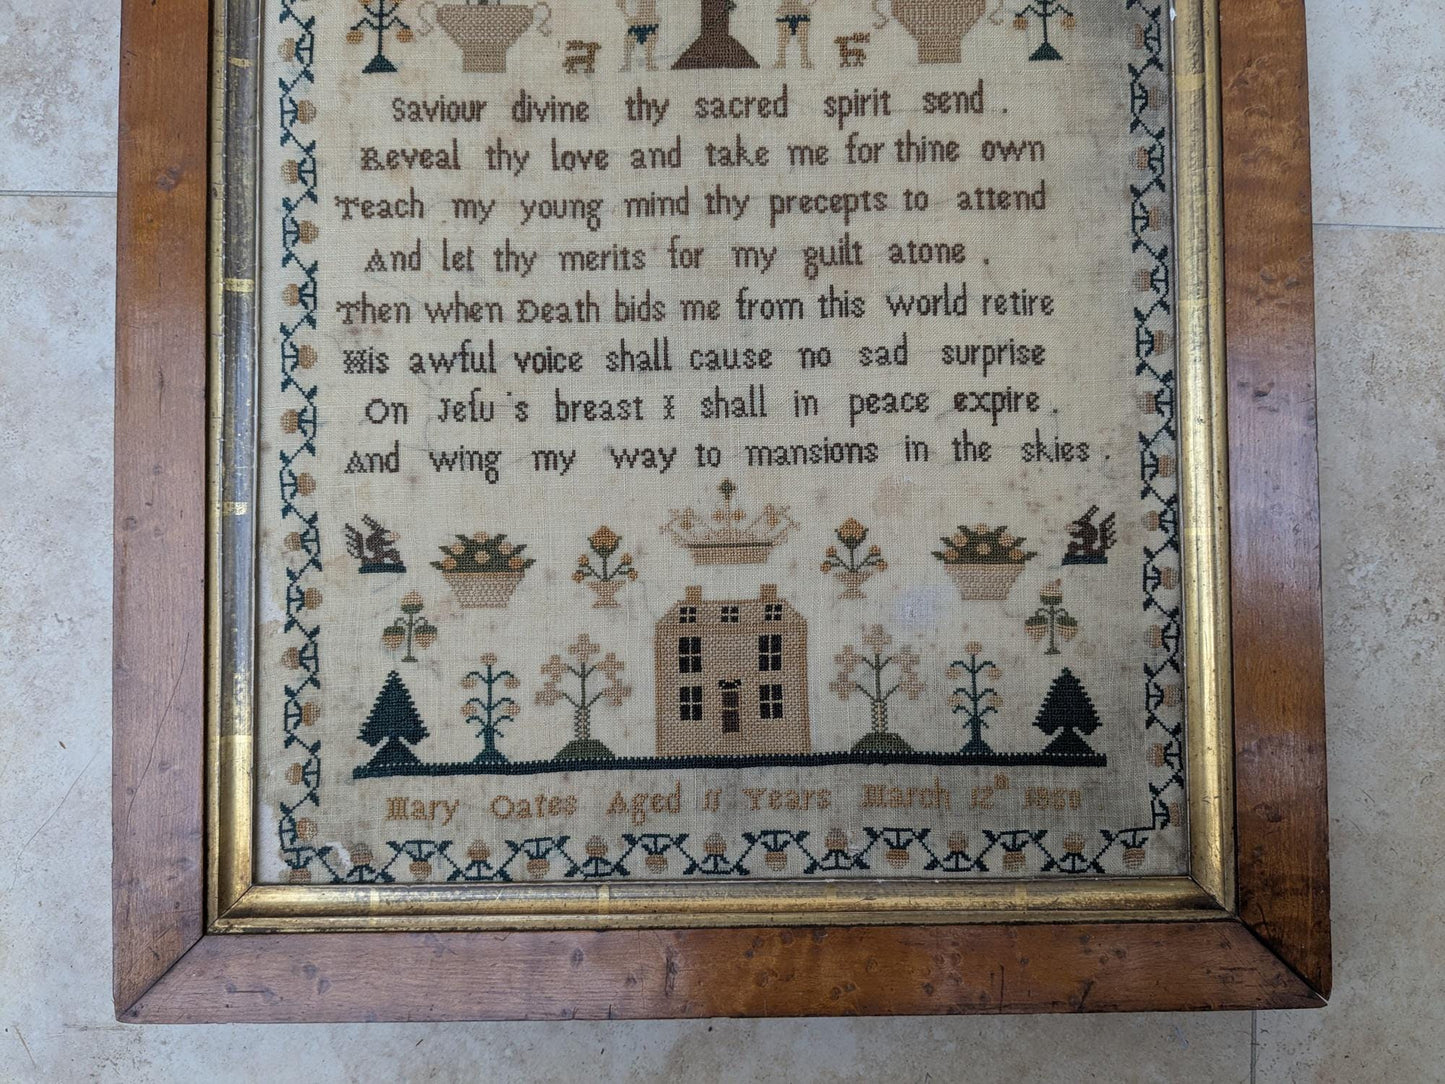 Saviour divine thy sacred spirit send .
Reveal thy love and take me for thine own
Teach my young mind thy precepts to attend
And let thy merits for my guilt atone .
Then when Death bids me from this world retire
His awful voice shall cause no sad surprise
On Jeſu's breast I shall in peace expire .
And wing my way to mansions in the skies .
Mary Oates Aged 11 Years March 12th